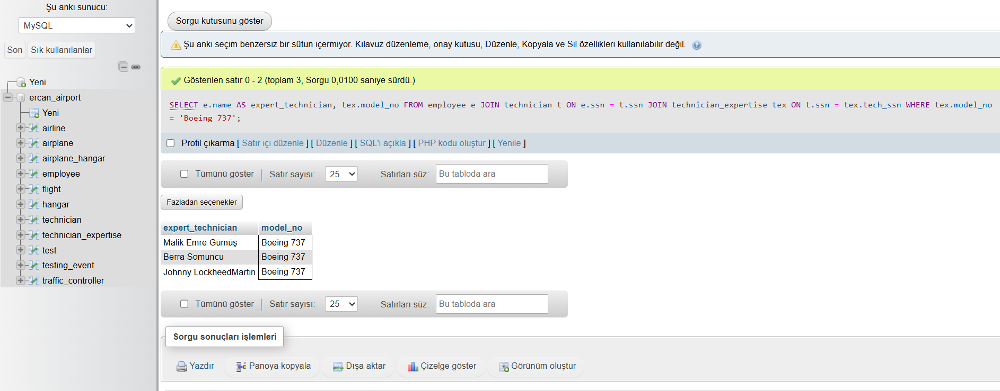 Şu anki sunucu:
MySQL
Son Sık kullanılanlar
Yeni
ercan_airport
Yeni
airline
airplane
airplane_hangar
employee
flight
hangar
technician
technician_expertise
test
testing_event
traffic_controller
Sorgu kutusunu göster
Şu anki seçim benzersiz bir sütun içermiyor. Kılavuz düzenleme, onay kutusu, Düzenle, Kopyala ve Sil özellikleri kullanılabilir değil.
Gösterilen satır 0 - 2 (toplam 3, Sorgu 0,0100 saniye sürdü.)
SELECT e.name AS expert_technician, tex.model_no FROM employee e JOIN technician t ON e.ssn = t.ssn JOIN technician_expertise tex ON t.ssn = tex.tech_ssn WHERE tex.model_no
= 'Boeing 737';
Profil çıkarma [ Satır içi düzenle ] [ Düzenle ] [ SQL'i açıkla ] [ PHP kodu oluştur ] [ Yenile ]
Tümünü göster | Satır sayısı: 25 Satırları süz: Bu tabloda ara
Fazladan seçenekler
expert_technician model_no
Malik Emre Gümüş Boeing 737
Berra Somuncu Boeing 737
Johnny LockheedMartin Boeing 737
Tümünü göster | Satır sayısı: 25 Satırları süz: Bu tabloda ara
Sorgu sonuçları işlemleri
Yazdır Panoya kopyala Dışa aktar Çizelge göster Görünüm oluştur